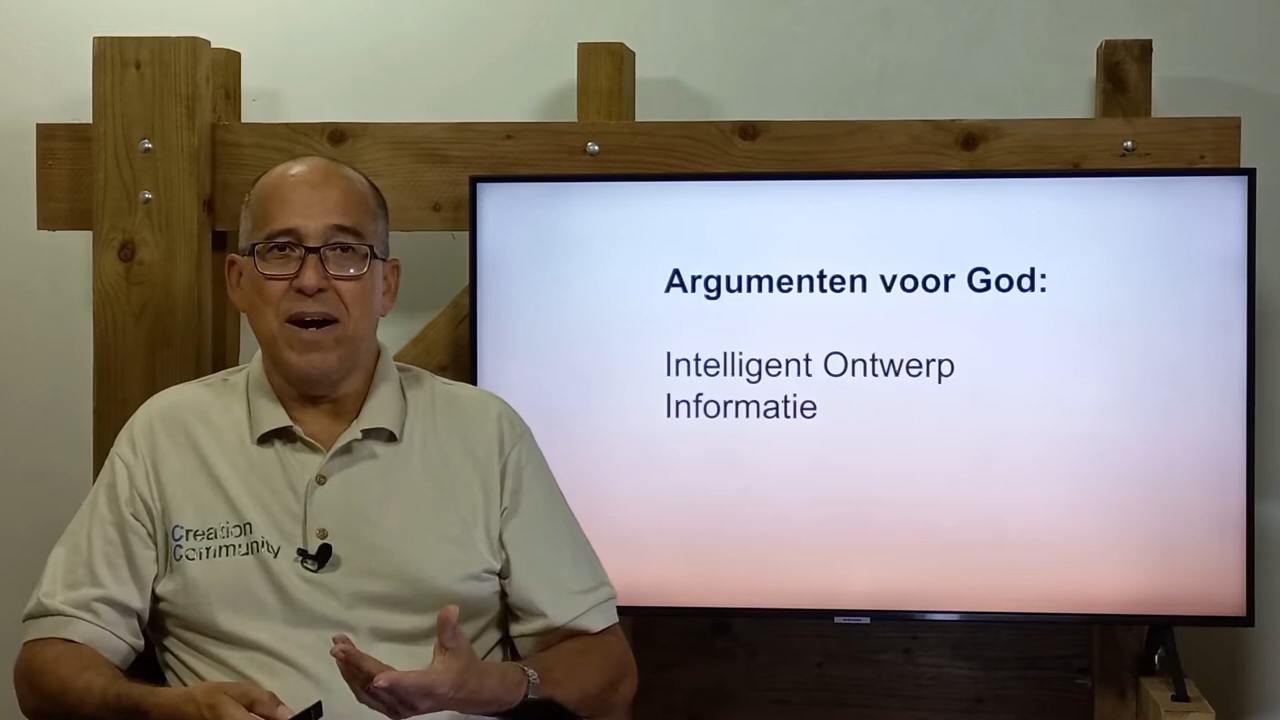 Argumenten voor God:
Intelligent Ontwerp
Informatie
Creation
Community